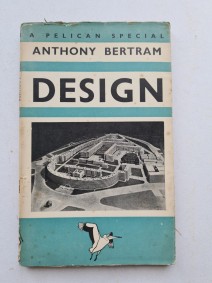 A PELICAN SPECIAL
ANTHONY BERTRAM
DESIGN